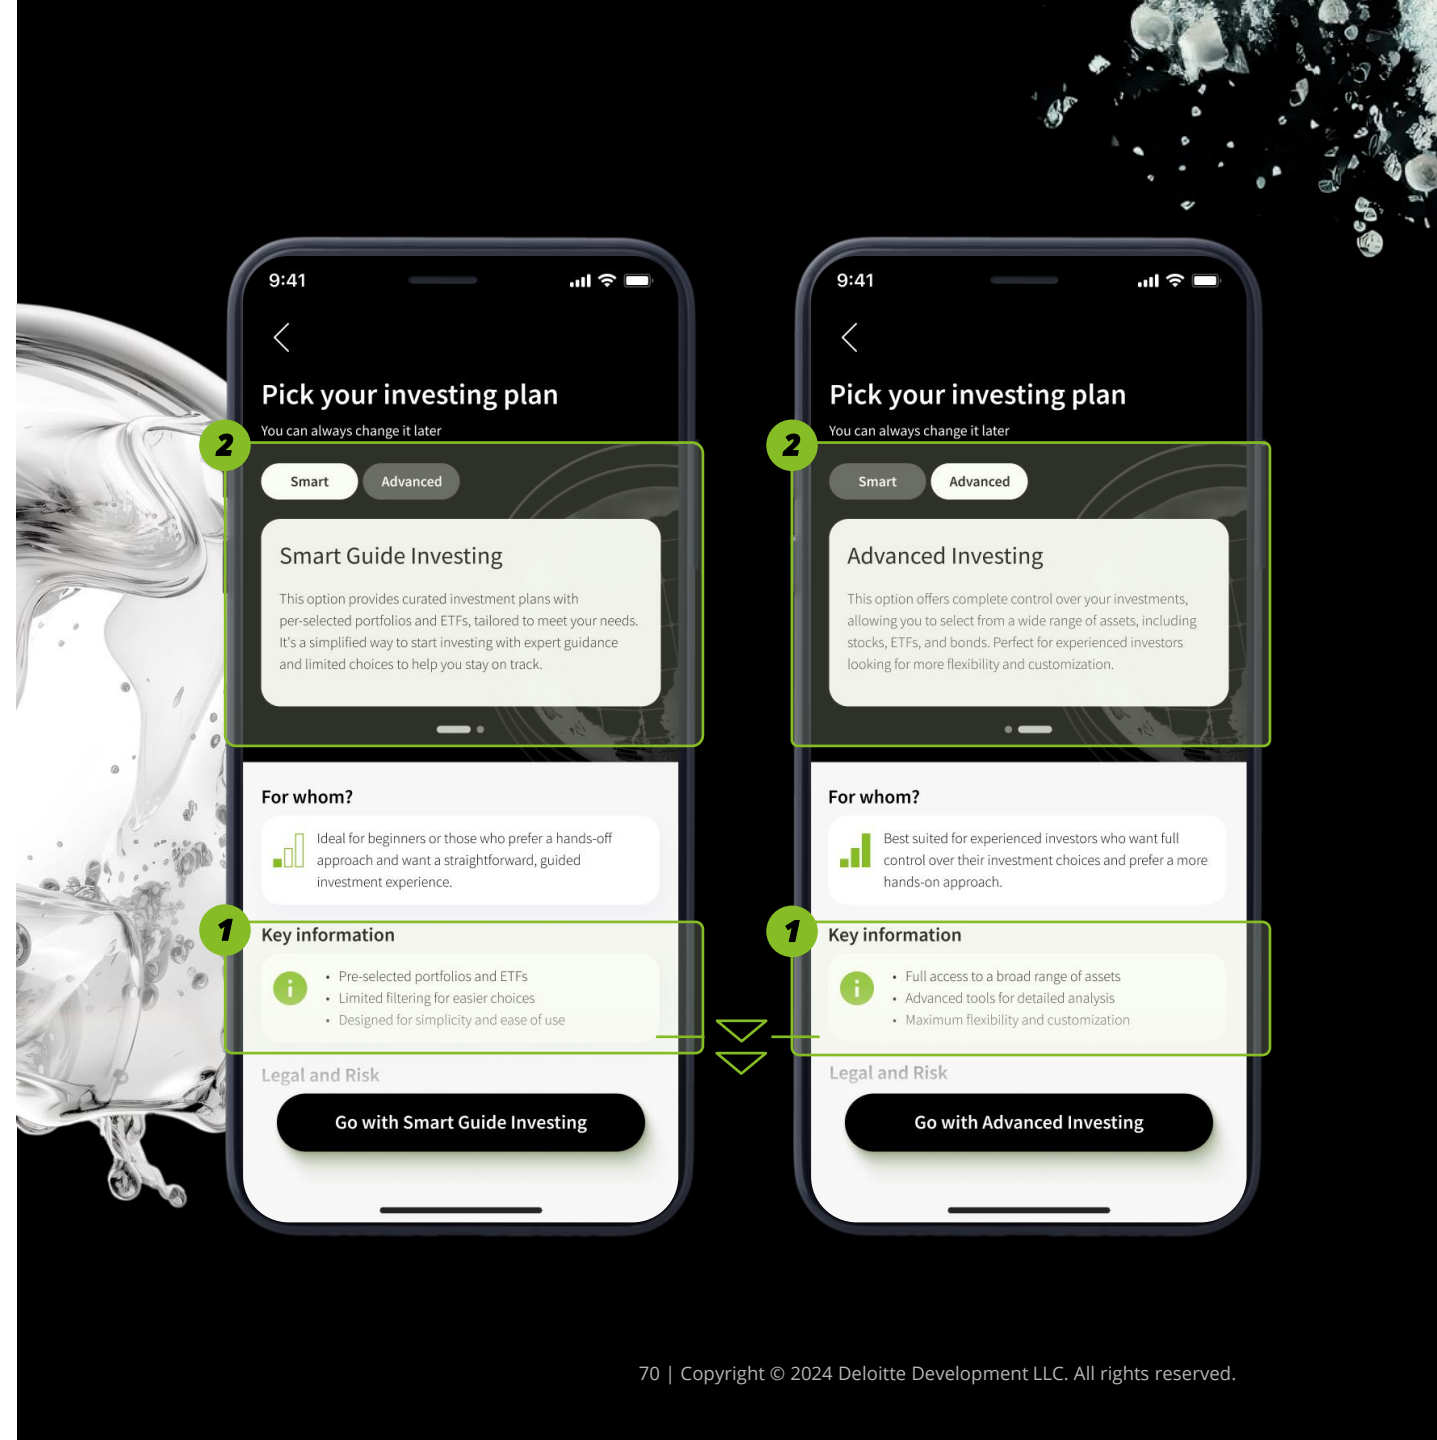 9:41
Pick your investing plan
You can always change it later
2
Smart Advanced
Smart Guide Investing
This option provides curated investment plans with
per-selected portfolios and ETFs, tailored to meet your needs.
It's a simplified way to start investing with expert guidance
and limited choices to help you stay on track.
For whom?
Ideal for beginners or those who prefer a hands-off
approach and want a straightforward, guided
investment experience.
1
Key information
• Pre-selected portfolios and ETFs
• Limited filtering for easier choices
• Designed for simplicity and ease of use
Legal and Risk
Go with Smart Guide Investing
9:41
Pick your investing plan
You can always change it later
2
Smart Advanced
Advanced Investing
This option offers complete control over your investments,
allowing you to select from a wide range of assets, including
stocks, ETFs, and bonds. Perfect for experienced investors
looking for more flexibility and customization.
For whom?
Best suited for experienced investors who want full
control over their investment choices and prefer a more
hands-on approach.
1
Key information
• Full access to a broad range of assets
• Advanced tools for detailed analysis
• Maximum flexibility and customization
Legal and Risk
Go with Advanced Investing
70 | Copyright © 2024 Deloitte Development LLC. All rights reserved.